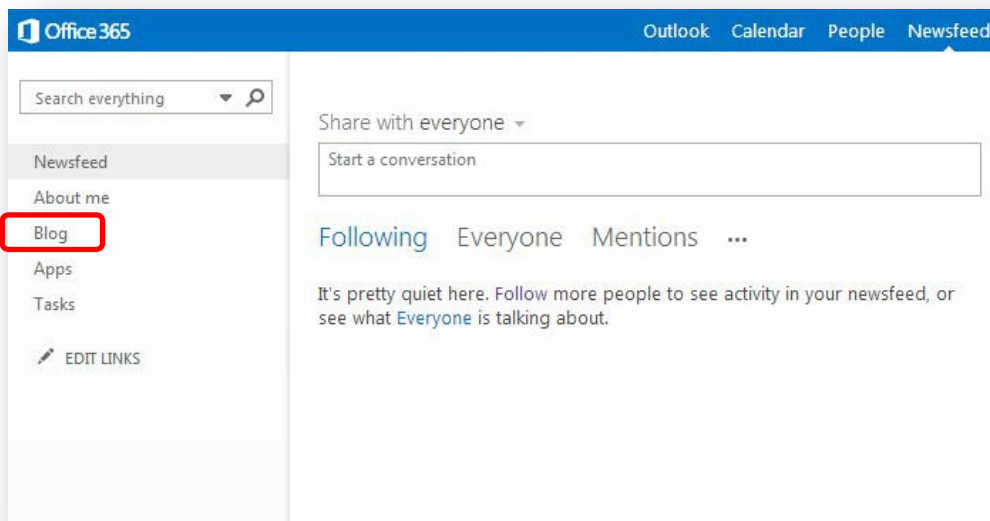 Office 365
Outlook Calendar People Newsfeed
Search everything
Newsfeed
About me
Blog
Apps
Tasks
EDIT LINKS
Share with everyone
Start a conversation
Following Everyone Mentions ...
It's pretty quiet here. Follow more people to see activity in your newsfeed, or
see what Everyone is talking about.